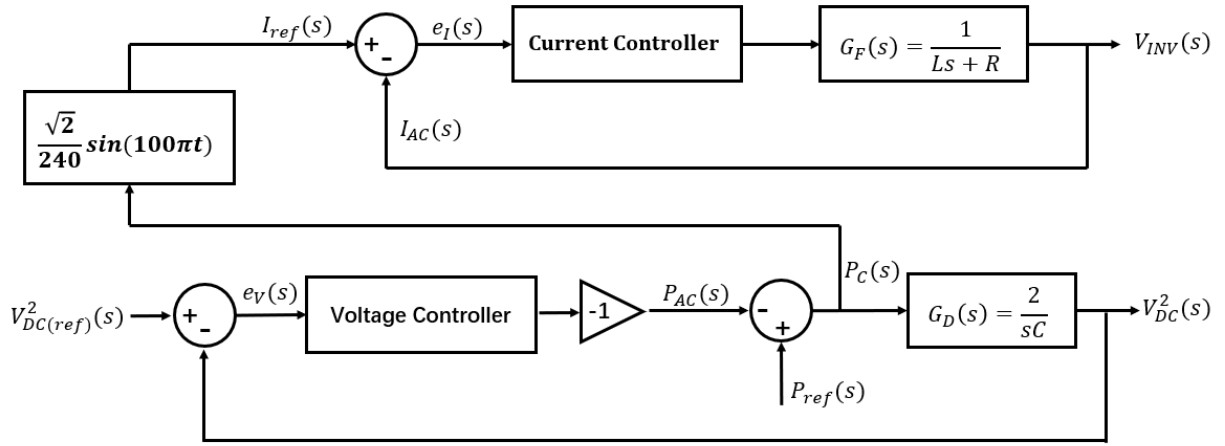 I_ref(s)
+
-
e_I(s)
Current Controller
G_F(s) = 1/(Ls + R)
V_INV(s)
√2/240 sin(100πt)
I_AC(s)
V²_DC(ref)(s)
+
-
e_V(s)
Voltage Controller
-1
P_AC(s)
-
+
P_C(s)
G_D(s) = 2/(sC)
V²_DC(s)
P_ref(s)